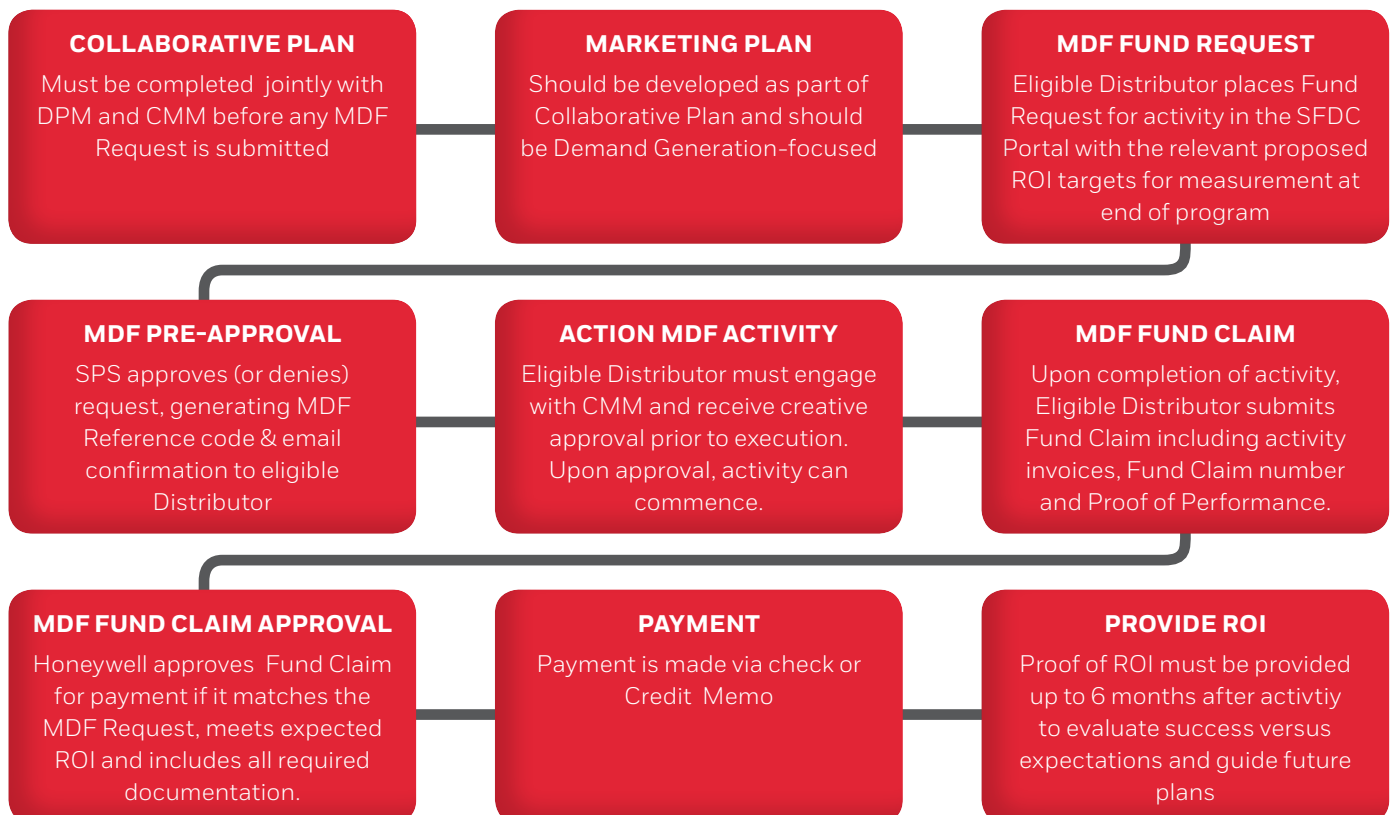 COLLABORATIVE PLAN
Must be completed jointly with
DPM and CMM before any MDF
Request is submitted
MARKETING PLAN
Should be developed as part of
Collaborative Plan and should
be Demand Generation-focused
MDF FUND REQUEST
Eligible Distributor places Fund
Request for activity in the SFDC
Portal with the relevant proposed
ROI targets for measurement at
end of program
MDF PRE-APPROVAL
SPS approves (or denies)
request, generating MDF
Reference code & email
confirmation to eligible
Distributor
ACTION MDF ACTIVITY
Eligible Distributor must engage
with CMM and receive creative
approval prior to execution.
Upon approval, activity can
commence.
MDF FUND CLAIM
Upon completion of activity,
Eligible Distributor submits
Fund Claim including activity
invoices, Fund Claim number
and Proof of Performance.
MDF FUND CLAIM APPROVAL
Honeywell approves Fund Claim
for payment if it matches the
MDF Request, meets expected
ROI and includes all required
documentation.
PAYMENT
Payment is made via check or
Credit Memo
PROVIDE ROI
Proof of ROI must be provided
up to 6 months after activtiy
to evaluate success versus
expectations and guide future
plans